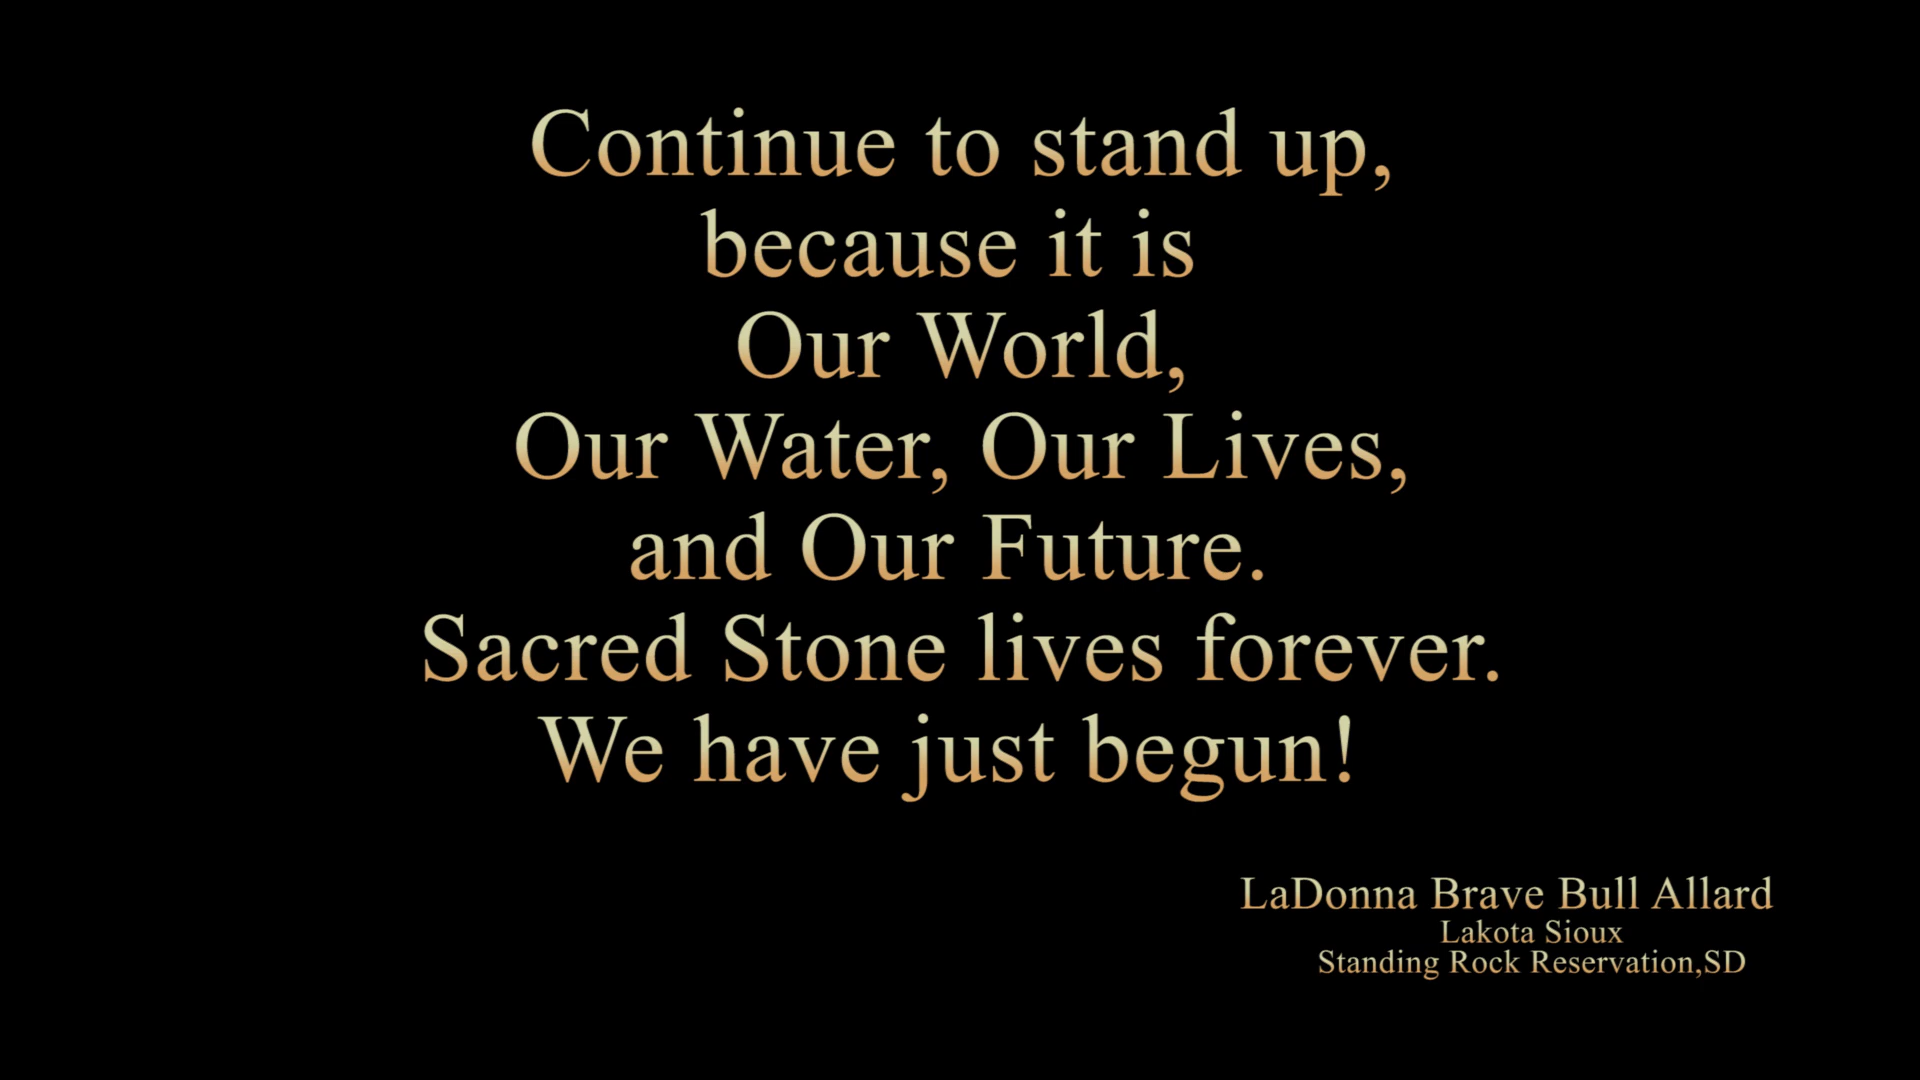 Continue to stand up,
because it is
Our World,
Our Water, Our Lives,
and Our Future.
Sacred Stone lives forever.
We have just begun!
LaDonna Brave Bull Allard
Lakota Sioux
Standing Rock Reservation,SD